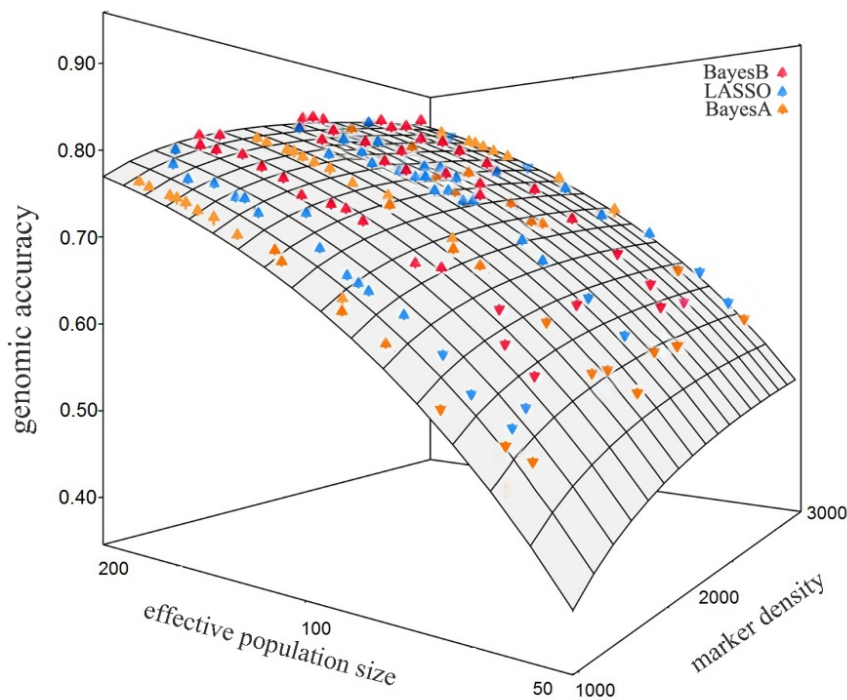 0.90
0.80
0.70
0.60
0.50
0.40
genomic accuracy
BayesB
LASSO
BayesA
200
100
50
effective population size
1000
2000
3000
marker density